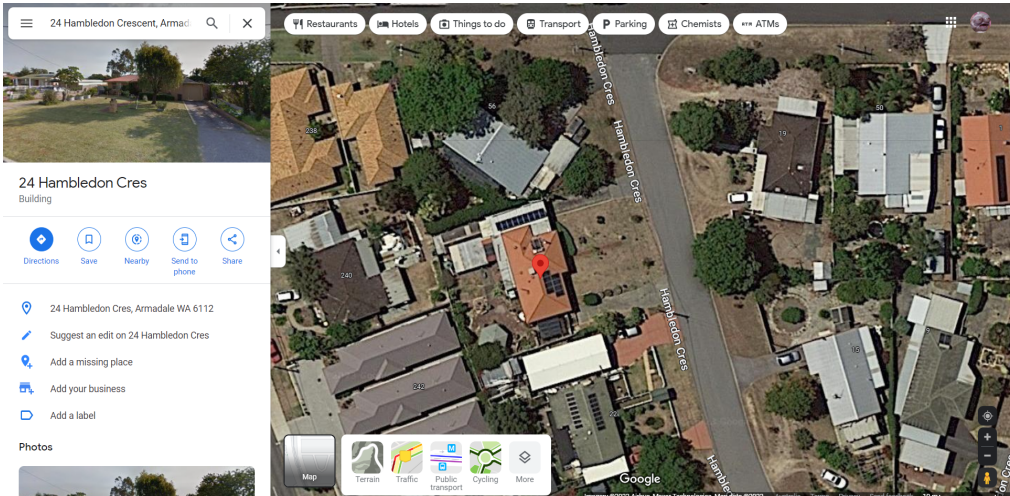 24 Hambledon Crescent, Armad
Restaurants
Hotels
Things to do
Transport
Parking
Chemists
ATM
ATMs
24 Hambledon Cres
Building
Directions
Save
Nearby
Send to
phone
Share
24 Hambledon Cres, Armadale WA 6112
Suggest an edit on 24 Hambledon Cres
Add a missing place
Add your business
Add a label
Photos
Hambledon Cres
Hambledon Cres
Hambledon Cres
Hambled
238
56
19
50
240
242
15
Map
Terrain
Traffic
M
Public
transport
Cycling
More
Google